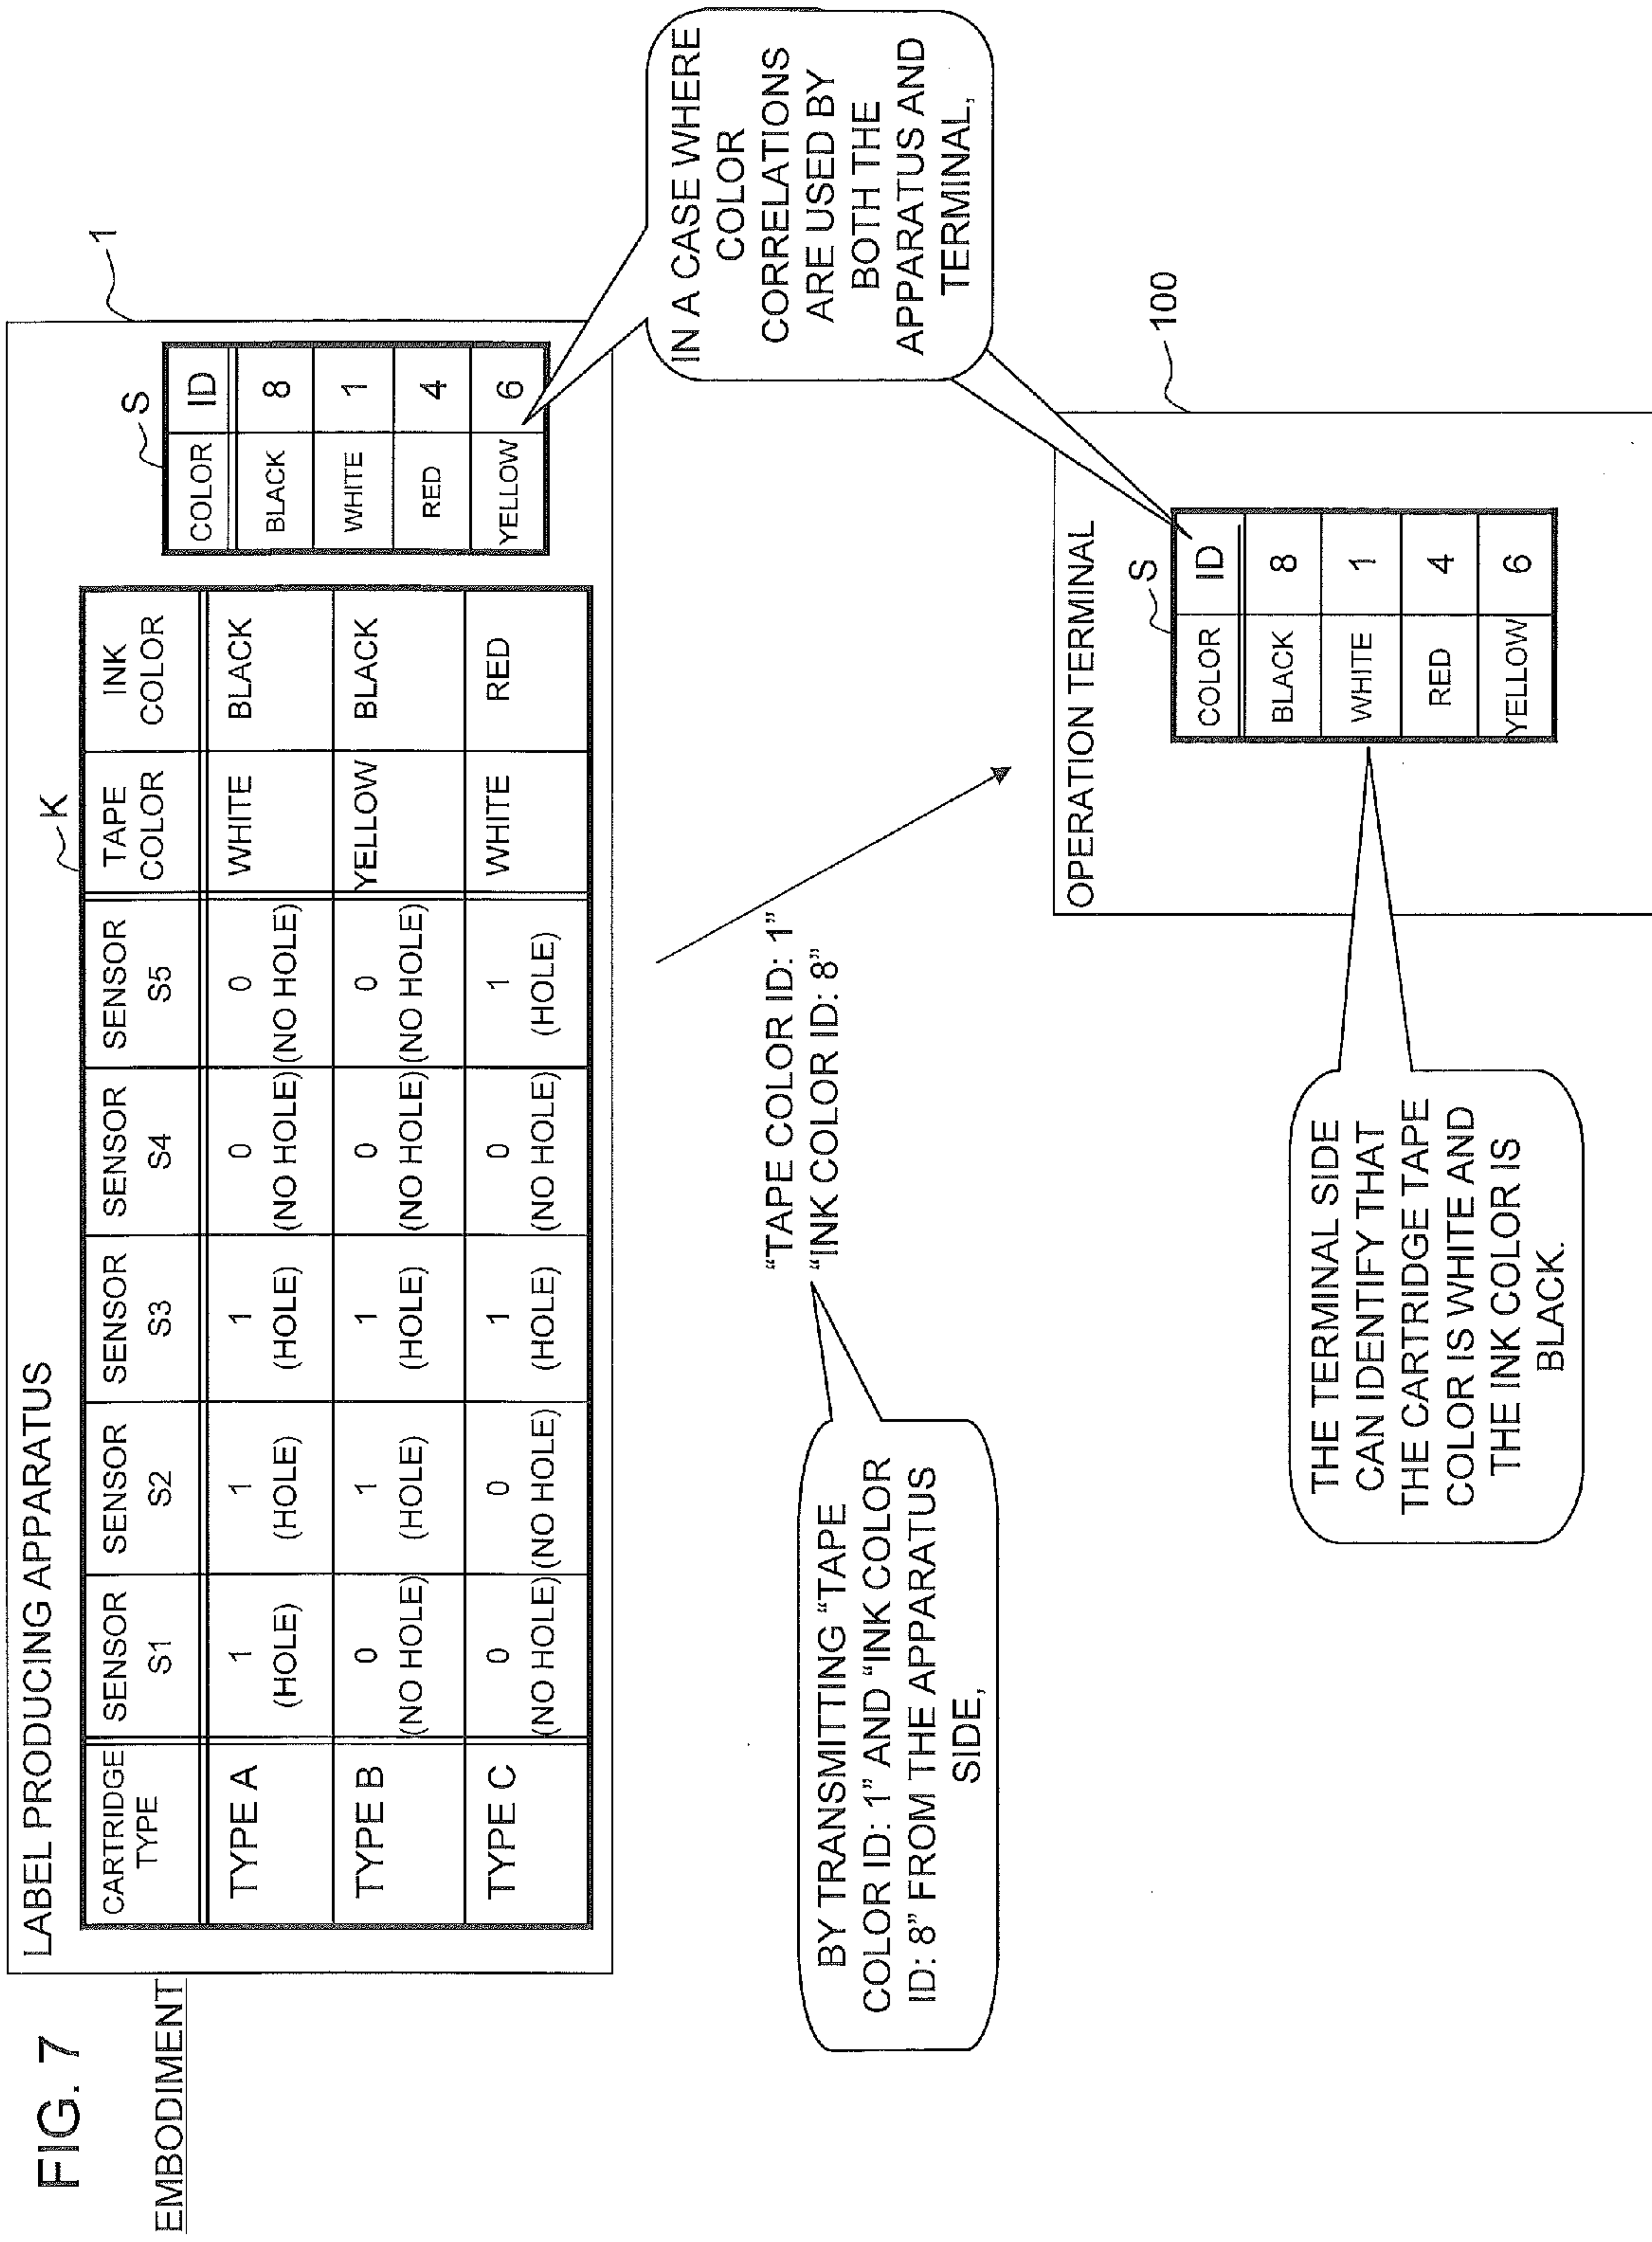 FIG. 7
EMBODIMENT
LABEL PRODUCING APPARATUS
1
K
CARTRIDGE TYPE SENSOR S1 SENSOR S2 SENSOR S3 SENSOR S4 SENSOR S5 TAPE COLOR INK COLOR
TYPE A 1 (HOLE) 1 (HOLE) 1 (HOLE) 0 (NO HOLE) 0 (NO HOLE) WHITE BLACK
TYPE B 0 (NO HOLE) 1 (HOLE) 1 (HOLE) 0 (NO HOLE) 0 (NO HOLE) YELLOW BLACK
TYPE C 0 (NO HOLE) 0 (NO HOLE) 1 (HOLE) 0 (NO HOLE) 1 (HOLE) WHITE RED
S
COLOR ID
BLACK 8
WHITE 1
RED 4
YELLOW 6
IN A CASE WHERE
COLOR
CORRELATIONS
ARE USED BY
BOTH THE
APPARATUS AND
TERMINAL,
BY TRANSMITTING "TAPE
COLOR ID: 1" AND "INK COLOR
ID: 8" FROM THE APPARATUS
SIDE,
"TAPE COLOR ID: 1"
"INK COLOR ID: 8"
OPERATION TERMINAL
100
S
COLOR ID
BLACK 8
WHITE 1
RED 4
YELLOW 6
THE TERMINAL SIDE
CAN IDENTIFY THAT
THE CARTRIDGE TAPE
COLOR IS WHITE AND
THE INK COLOR IS
BLACK.